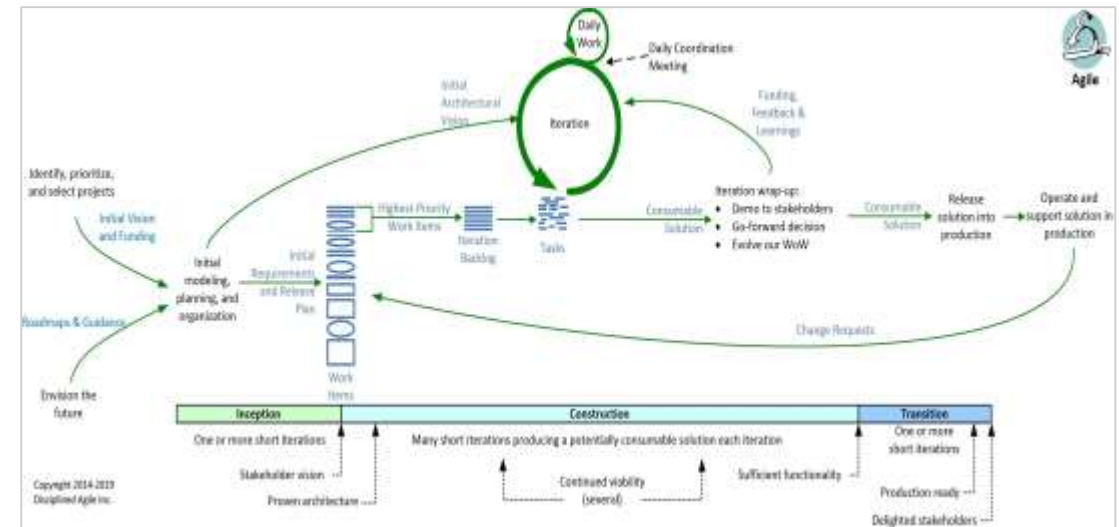 Daily
Work
Daily Coordination
Meeting
Agile
Initial
Architectural
Vision
Iteration
Funding,
Feedback &
Learnings
Identify, prioritize,
and select projects
Initial Vision
and Funding
Highest-Priority
Work Items
Iteration
Backlog
Tasks
Consumable
Solution
Iteration wrap-up:
♦ Demo to stakeholders
♦ Go-forward decision
♦ Evolve our WoW
Consumable
Solution
Release
solution into
production
Operate and
support solution in
production
Initial
modeling,
planning, and
organization
Initial
Requirements
and Release
Plan
Roadmaps & Guidance
Change Requests
Work
Items
Envision the
future
Inception
Construction
Transition
One or more short iterations
Many short iterations producing a potentially consumable solution each iteration
One or more
short iterations
Stakeholder vision
Proven architecture
Continued viability
(several)
Sufficient functionality
Production ready
Delighted stakeholders
Copyright 2014-2019
Disciplined Agile Inc.